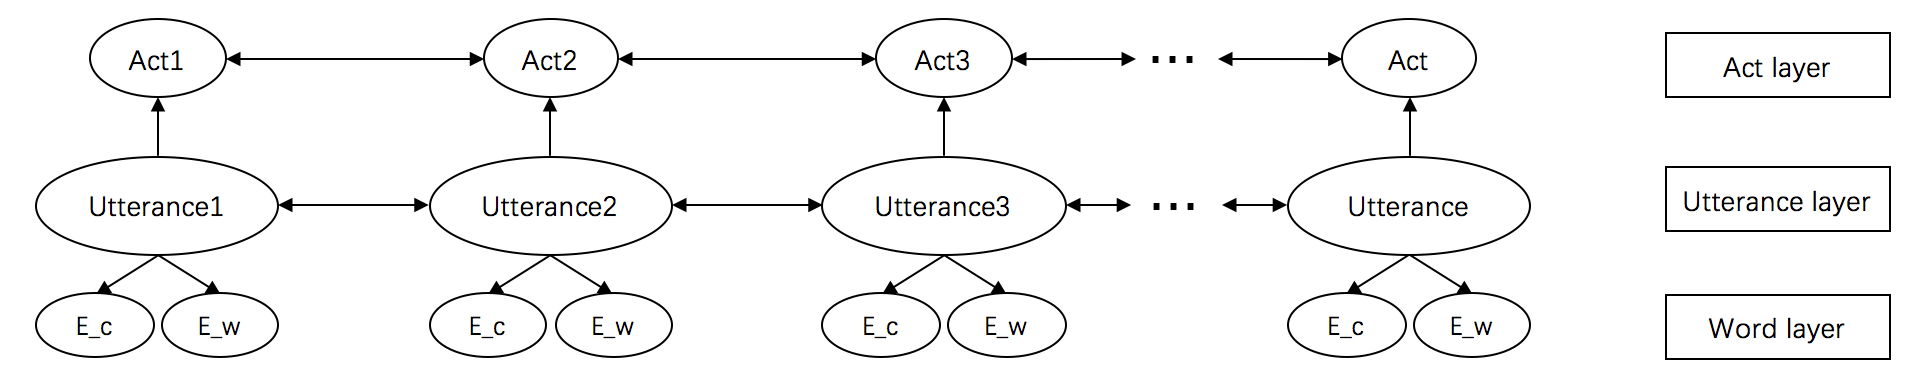 Act1 Act2 Act3 ... Act Act layer
Utterance1 Utterance2 Utterance3 ... Utterance Utterance layer
E_c E_w E_c E_w E_c E_w E_c E_w Word layer